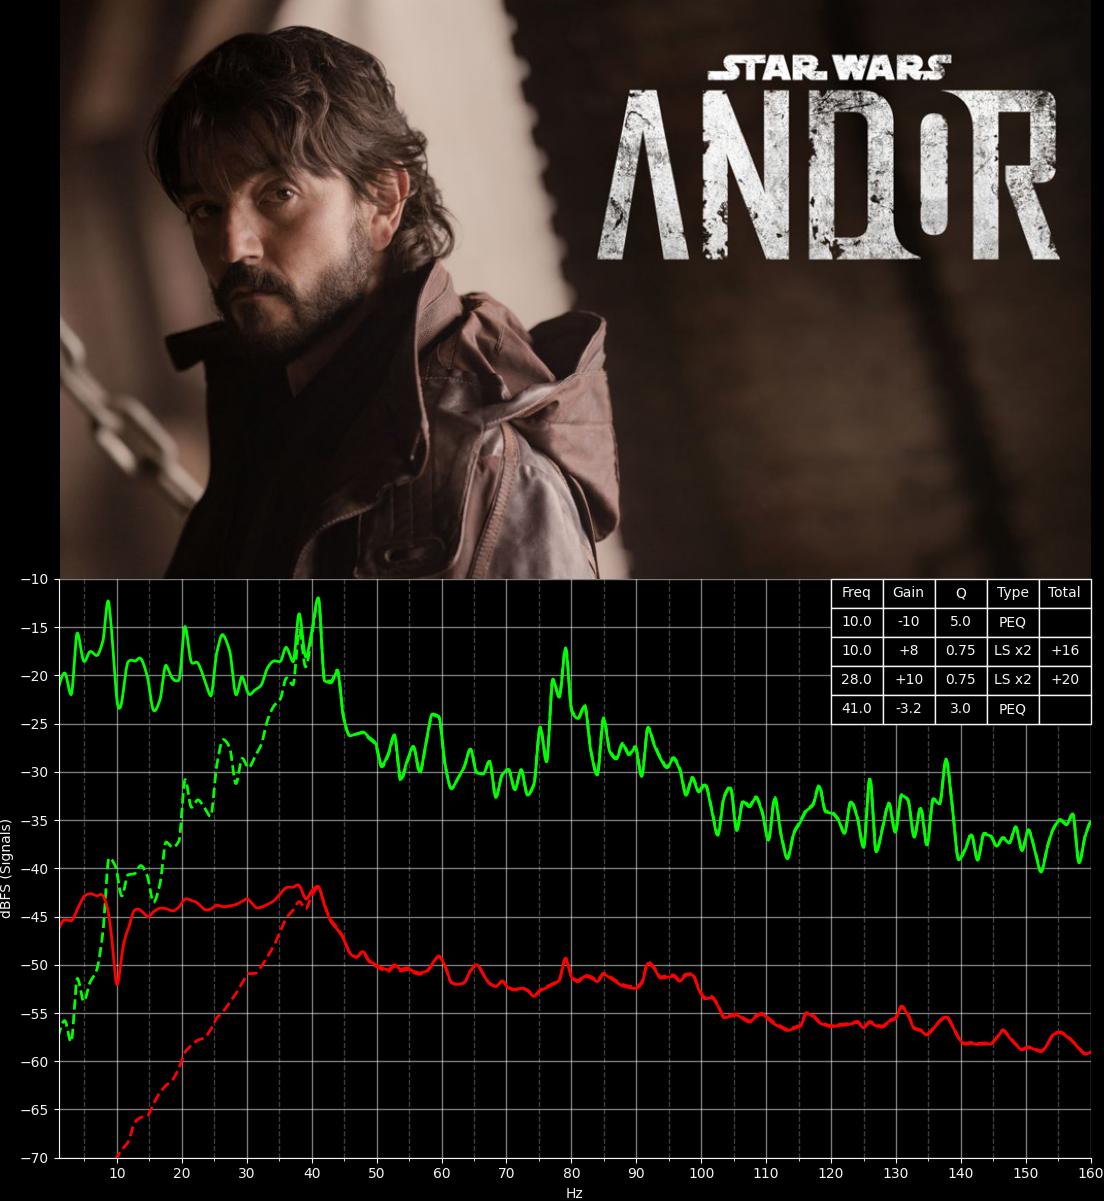 STAR WARS
ANDOR
Freq Gain Q Type Total
10.0 -10 5.0 PEQ
10.0 +8 0.75 LS x2 +16
28.0 +10 0.75 LS x2 +20
41.0 -3.2 3.0 PEQ
−10
−15
−20
−25
−30
−35
−40
−45
−50
−55
−60
−65
−70
dBFS (Signals)
10 20 30 40 50 60 70 80 90 100 110 120 130 140 150 160
Hz